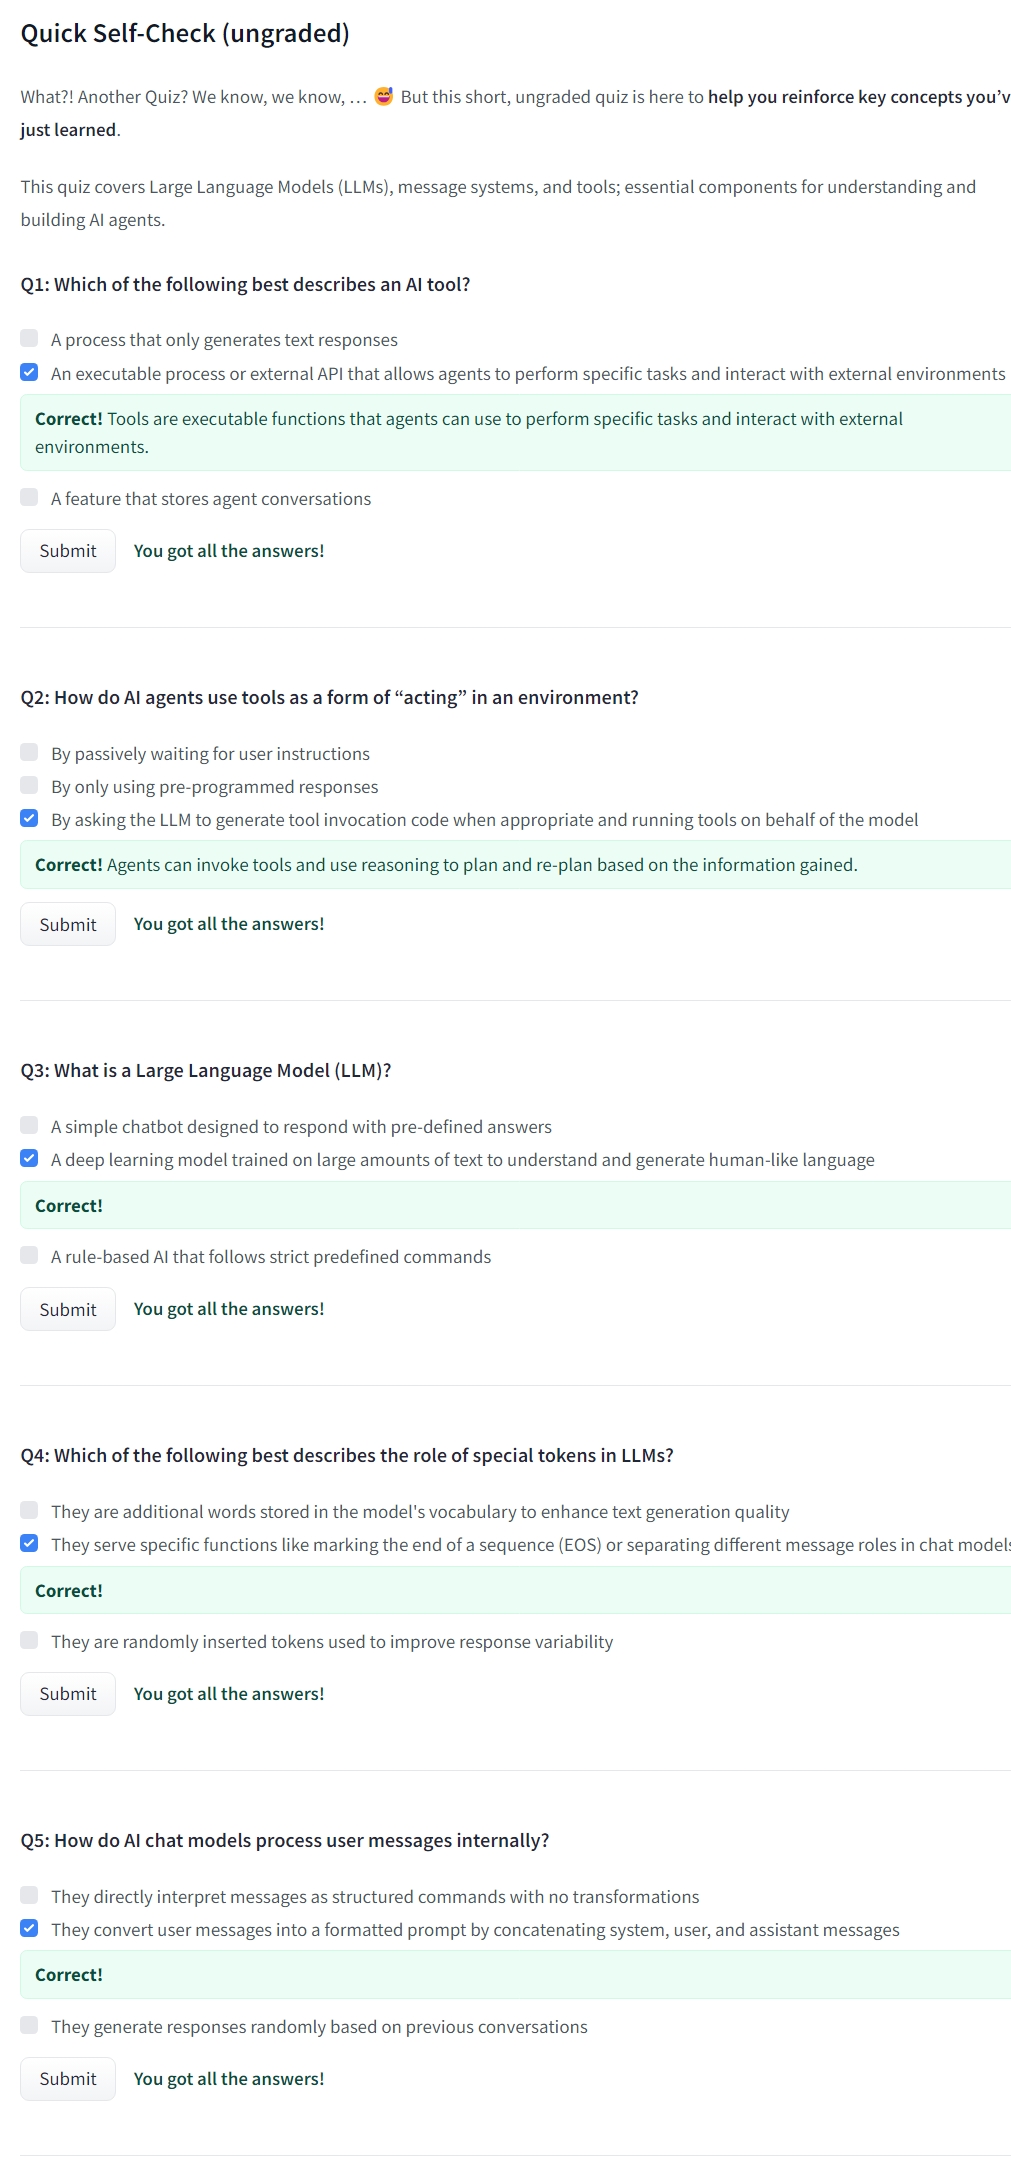 Quick Self-Check (ungraded)
What?! Another Quiz? We know, we know, … 😅 But this short, ungraded quiz is here to help you reinforce key concepts you’v
just learned.
This quiz covers Large Language Models (LLMs), message systems, and tools; essential components for understanding and
building AI agents.
Q1: Which of the following best describes an AI tool?
A process that only generates text responses
An executable process or external API that allows agents to perform specific tasks and interact with external environments
Correct! Tools are executable functions that agents can use to perform specific tasks and interact with external
environments.
A feature that stores agent conversations
Submit You got all the answers!
Q2: How do AI agents use tools as a form of “acting” in an environment?
By passively waiting for user instructions
By only using pre-programmed responses
By asking the LLM to generate tool invocation code when appropriate and running tools on behalf of the model
Correct! Agents can invoke tools and use reasoning to plan and re-plan based on the information gained.
Submit You got all the answers!
Q3: What is a Large Language Model (LLM)?
A simple chatbot designed to respond with pre-defined answers
A deep learning model trained on large amounts of text to understand and generate human-like language
Correct!
A rule-based AI that follows strict predefined commands
Submit You got all the answers!
Q4: Which of the following best describes the role of special tokens in LLMs?
They are additional words stored in the model's vocabulary to enhance text generation quality
They serve specific functions like marking the end of a sequence (EOS) or separating different message roles in chat models
Correct!
They are randomly inserted tokens used to improve response variability
Submit You got all the answers!
Q5: How do AI chat models process user messages internally?
They directly interpret messages as structured commands with no transformations
They convert user messages into a formatted prompt by concatenating system, user, and assistant messages
Correct!
They generate responses randomly based on previous conversations
Submit You got all the answers!